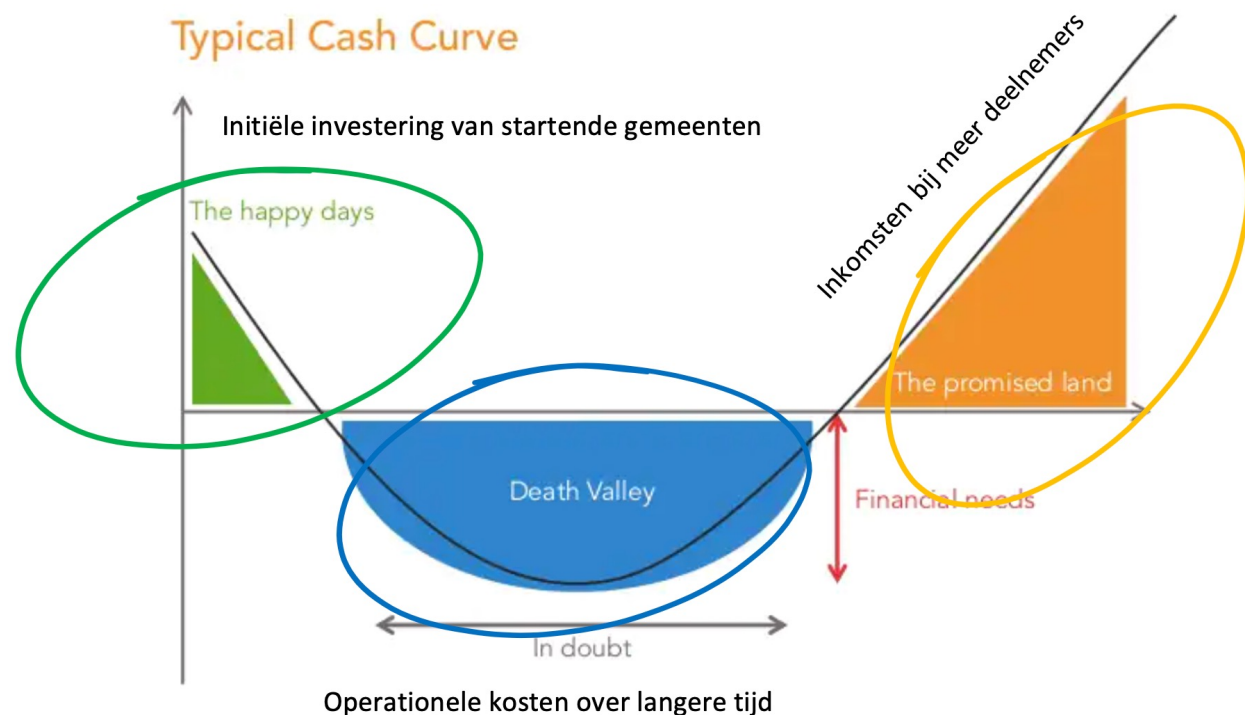 Typical Cash Curve
Initiële investering van startende gemeenten
The happy days
Inkomsten bij meer deelnemers
The promised land
Death Valley
Financial needs
In doubt
Operationele kosten over langere tijd